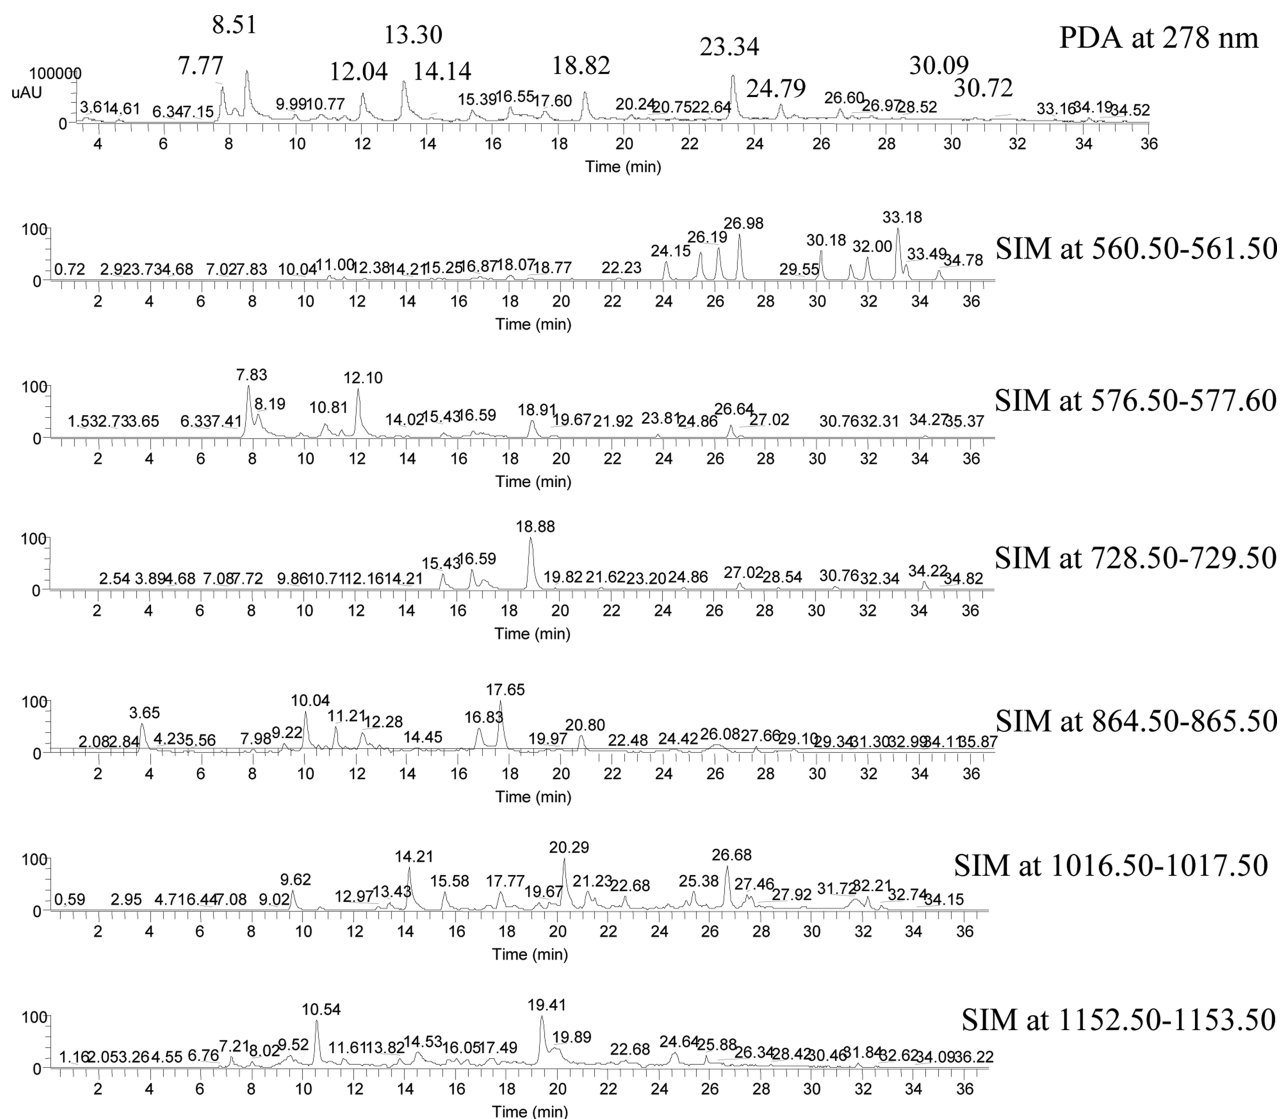 8.51
13.30
23.34
PDA at 278 nm
30.09
7.77
12.04
14.14
18.82
24.79
30.72
100000
uAU
3.61 4.61 6.34 7.15 9.99 10.77 15.39 16.55 17.60 20.24 20.75 22.64 26.60 26.97 28.52 33.16 34.19 34.52
0
4 6 8 10 12 14 16 18 20 22 24 26 28 30 32 34 36
Time (min)
SIM at 560.50-561.50
100
0.72 2.92 3.73 4.68 7.02 7.83 10.04 11.00 12.38 14.21 15.25 16.87 18.07 18.77 22.23 24.15 26.19 26.98 29.55 30.18 32.00 33.18 33.49 34.78
0
2 4 6 8 10 12 14 16 18 20 22 24 26 28 30 32 34 36
Time (min)
SIM at 576.50-577.60
100
1.53 2.73 3.65 6.33 7.41 7.83 8.19 10.81 12.10 14.02 15.43 16.59 18.91 19.67 21.92 23.81 24.86 26.64 27.02 30.76 32.31 34.27 35.37
0
2 4 6 8 10 12 14 16 18 20 22 24 26 28 30 32 34 36
Time (min)
SIM at 728.50-729.50
100
2.54 3.89 4.68 7.08 7.72 9.86 10.71 12.16 14.21 15.43 16.59 18.88 19.82 21.62 23.20 24.86 27.02 28.54 30.76 32.34 34.22 34.82
0
2 4 6 8 10 12 14 16 18 20 22 24 26 28 30 32 34 36
Time (min)
SIM at 864.50-865.50
100
2.08 2.84 3.65 4.23 5.56 7.98 9.22 10.04 11.21 12.28 14.45 16.83 17.65 19.97 20.80 22.48 24.42 26.08 27.66 29.10 29.34 31.30 32.99 34.11 35.87
0
2 4 6 8 10 12 14 16 18 20 22 24 26 28 30 32 34 36
Time (min)
SIM at 1016.50-1017.50
100
0.59 2.95 4.71 6.44 7.08 9.02 9.62 12.97 13.43 14.21 15.58 17.77 19.67 20.29 21.23 22.68 25.38 26.68 27.46 27.92 31.72 32.21 32.74 34.15
0
2 4 6 8 10 12 14 16 18 20 22 24 26 28 30 32 34 36
Time (min)
SIM at 1152.50-1153.50
100
1.16 2.05 3.26 4.55 6.76 7.21 8.02 9.52 10.54 11.61 13.82 14.53 16.05 17.49 19.41 19.89 22.68 24.64 25.88 26.34 28.42 30.46 31.84 32.62 34.09 36.22
0
2 4 6 8 10 12 14 16 18 20 22 24 26 28 30 32 34 36
Time (min)